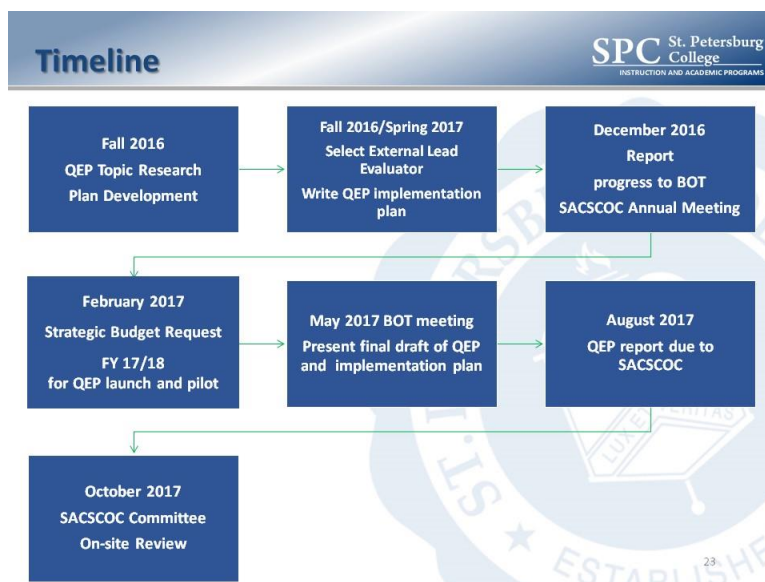 Timeline
SPC St. Petersburg
College
INSTRUCTION AND ACADEMIC PROGRAMS
Fall 2016
QEP Topic Research
Plan Development
Fall 2016/Spring 2017
Select External Lead
Evaluator
Write QEP implementation
plan
December 2016
Report
progress to BOT
SACSCOC Annual Meeting
February 2017
Strategic Budget Request
FY 17/18
for QEP launch and pilot
May 2017 BOT meeting
Present final draft of QEP
and implementation plan
August 2017
QEP report due to
SACSCOC
October 2017
SACSCOC Committee
On-site Review
LUX ET VERITAS
23